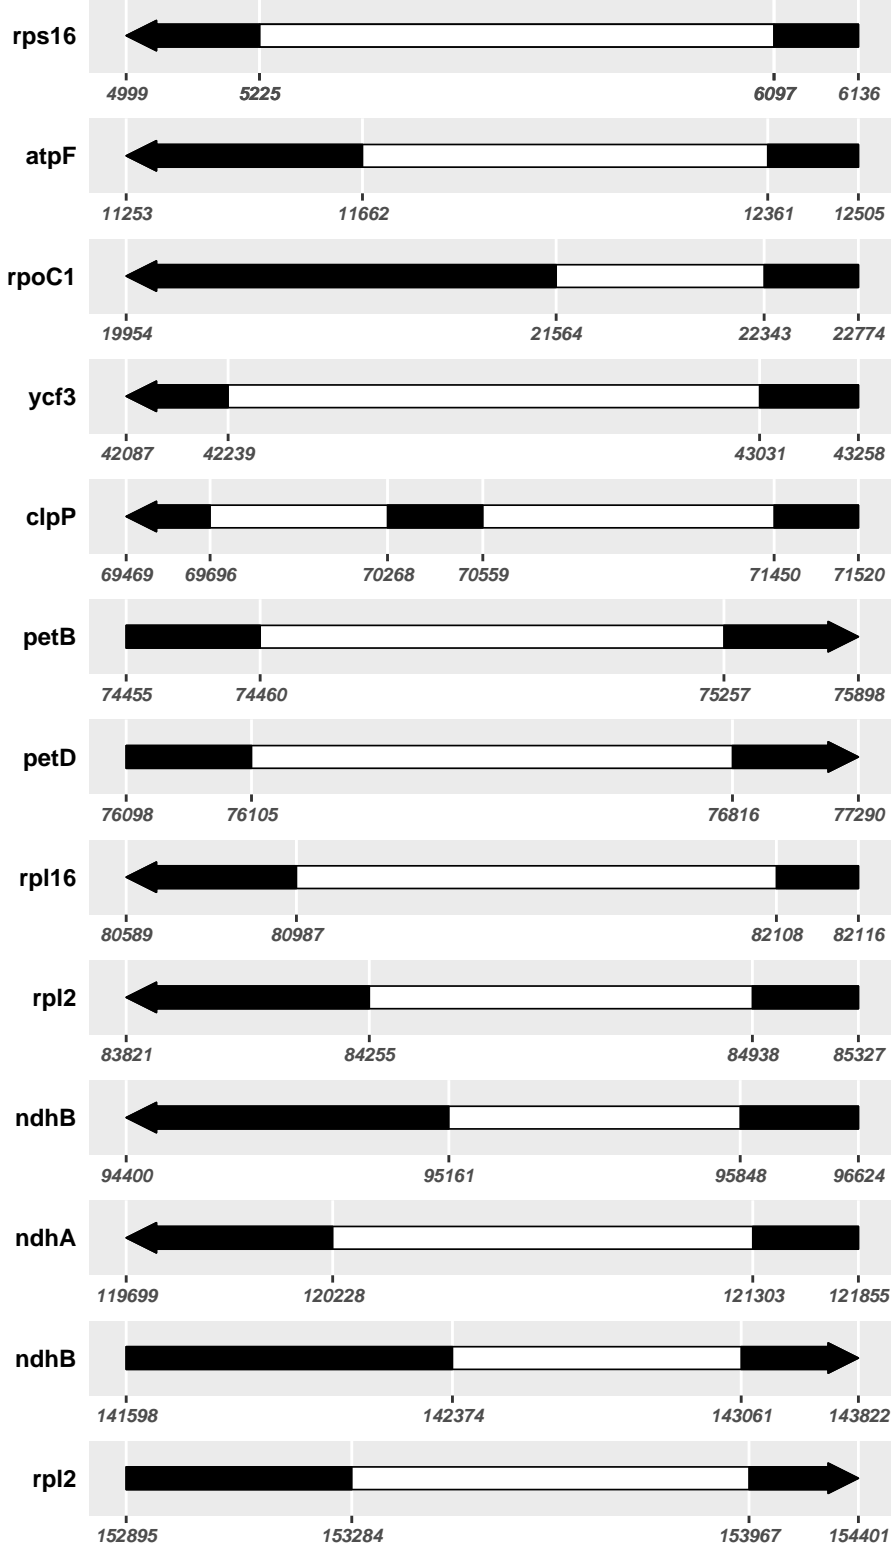 rps16
4999 5225 6097 6136
atpF
11253 11662 12361 12505
rpoC1
19954 21564 22343 22774
ycf3
42087 42239 43031 43258
clpP
69469 69696 70268 70559 71450 71520
petB
74455 74460 75257 75898
petD
76098 76105 76816 77290
rpl16
80589 80987 82108 82116
rpl2
83821 84255 84938 85327
ndhB
94400 95161 95848 96624
ndhA
119699 120228 121303 121855
ndhB
141598 142374 143061 143822
rpl2
152895 153284 153967 154401